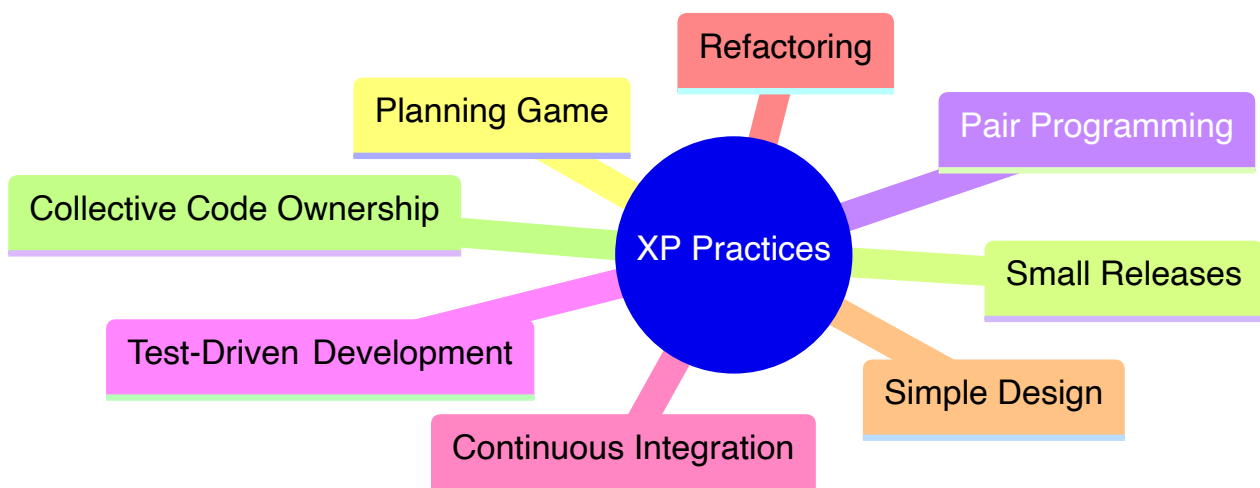 Refactoring
Planning Game
Pair Programming
Collective Code Ownership
XP Practices
Small Releases
Test-Driven Development
Simple Design
Continuous Integration